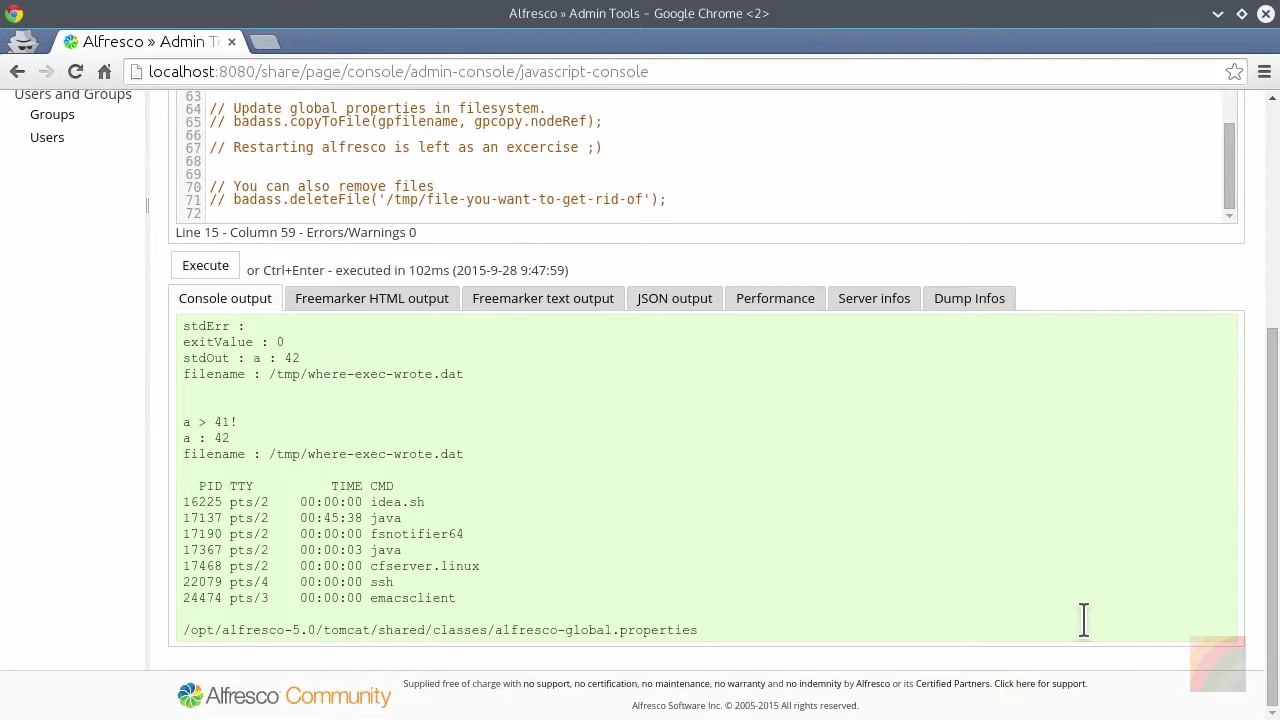 Alfresco » Admin Tools - Google Chrome <2>
Alfresco » Admin T
localhost:8080/share/page/console/admin-console/javascript-console
Users and Groups
Groups
Users
63
64 // Update global properties in filesystem.
65 // badass.copyToFile(gpfilename, gpcopy.nodeRef);
66
67 // Restarting alfresco is left as an excercise ;)
68
69
70 // You can also remove files
71 // badass.deleteFile('/tmp/file-you-want-to-get-rid-of');
72
Line 15 - Column 59 - Errors/Warnings 0
Execute or Ctrl+Enter - executed in 102ms (2015-9-28 9:47:59)
Console output Freemarker HTML output Freemarker text output JSON output Performance Server infos Dump Infos
stdErr :
exitValue : 0
stdOut : a : 42
filename : /tmp/where-exec-wrote.dat
a > 41!
a : 42
filename : /tmp/where-exec-wrote.dat
PID TTY TIME CMD
16225 pts/2 00:00:00 idea.sh
17137 pts/2 00:45:38 java
17190 pts/2 00:00:00 fsnotifier64
17367 pts/2 00:00:03 java
17468 pts/2 00:00:00 cfserver.linux
22079 pts/4 00:00:00 ssh
24474 pts/3 00:00:00 emacsclient
/opt/alfresco-5.0/tomcat/shared/classes/alfresco-global.properties
Alfresco Community
Supplied free of charge with no support, no certification, no maintenance, no warranty and no indemnity by Alfresco or its Certified Partners. Click here for support.
Alfresco Software Inc. © 2005-2015 All rights reserved.